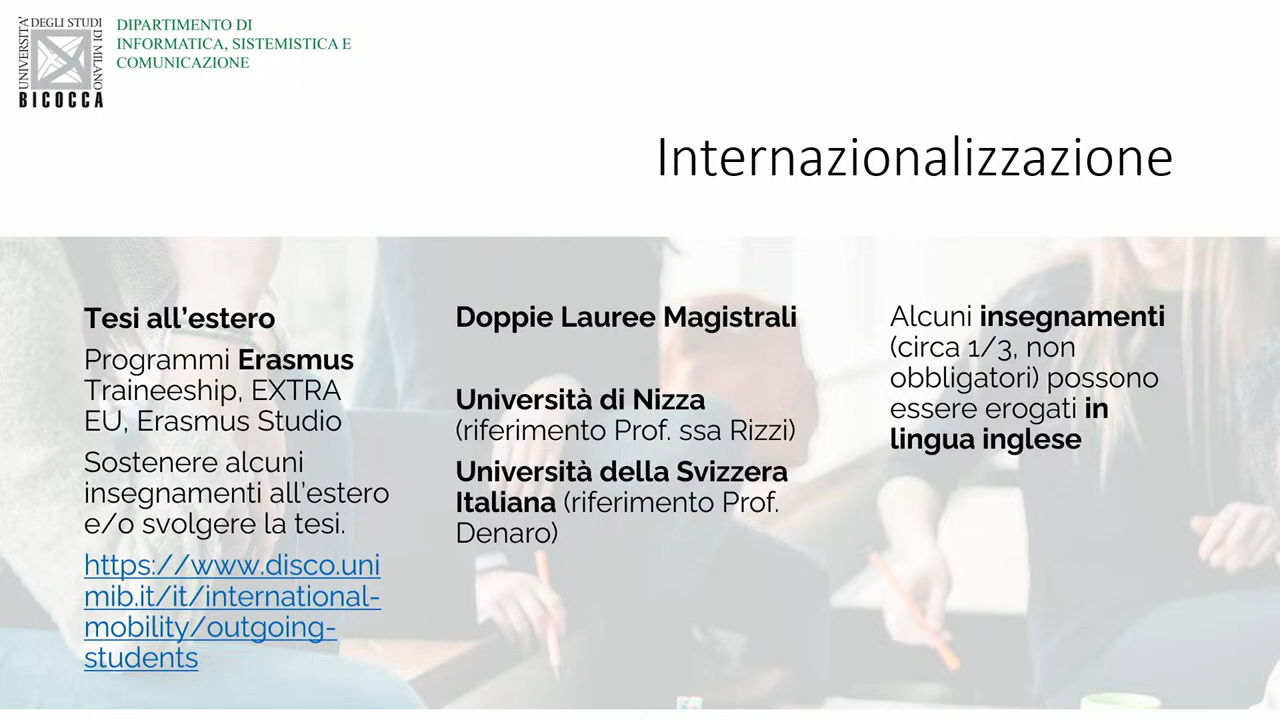 UNIVERSITÀ
DEGLI STUDI
DI MILANO
BICOCCA
DIPARTIMENTO DI
INFORMATICA, SISTEMISTICA E
COMUNICAZIONE
Internazionalizzazione
Tesi all'estero
Programmi Erasmus
Traineeship, EXTRA
EU, Erasmus Studio
Sostenere alcuni
insegnamenti all'estero
e/o svolgere la tesi.
https://www.disco.uni
mib.it/it/international-
mobility/outgoing-
students
Doppie Lauree Magistrali
Università di Nizza
(riferimento Prof. ssa Rizzi)
Università della Svizzera
Italiana (riferimento Prof.
Denaro)
Alcuni insegnamenti
(circa 1/3, non
obbligatori) possono
essere erogati in
lingua inglese